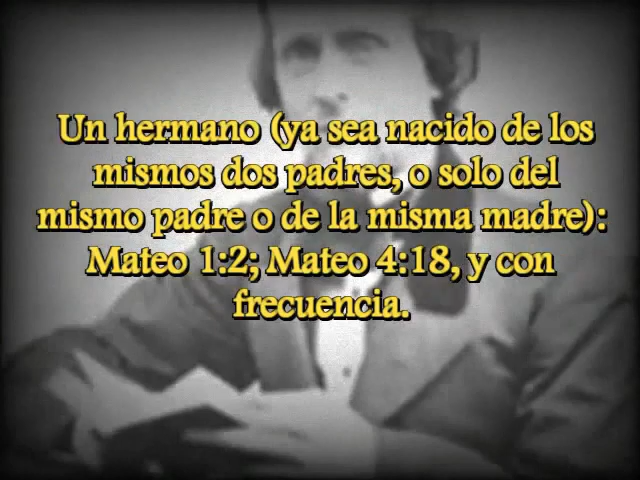 Un hermano (ya sea nacido de los
mismos dos padres, o solo del
mismo padre o de la misma madre):
Mateo 1:2; Mateo 4:18, y con
frecuencia.